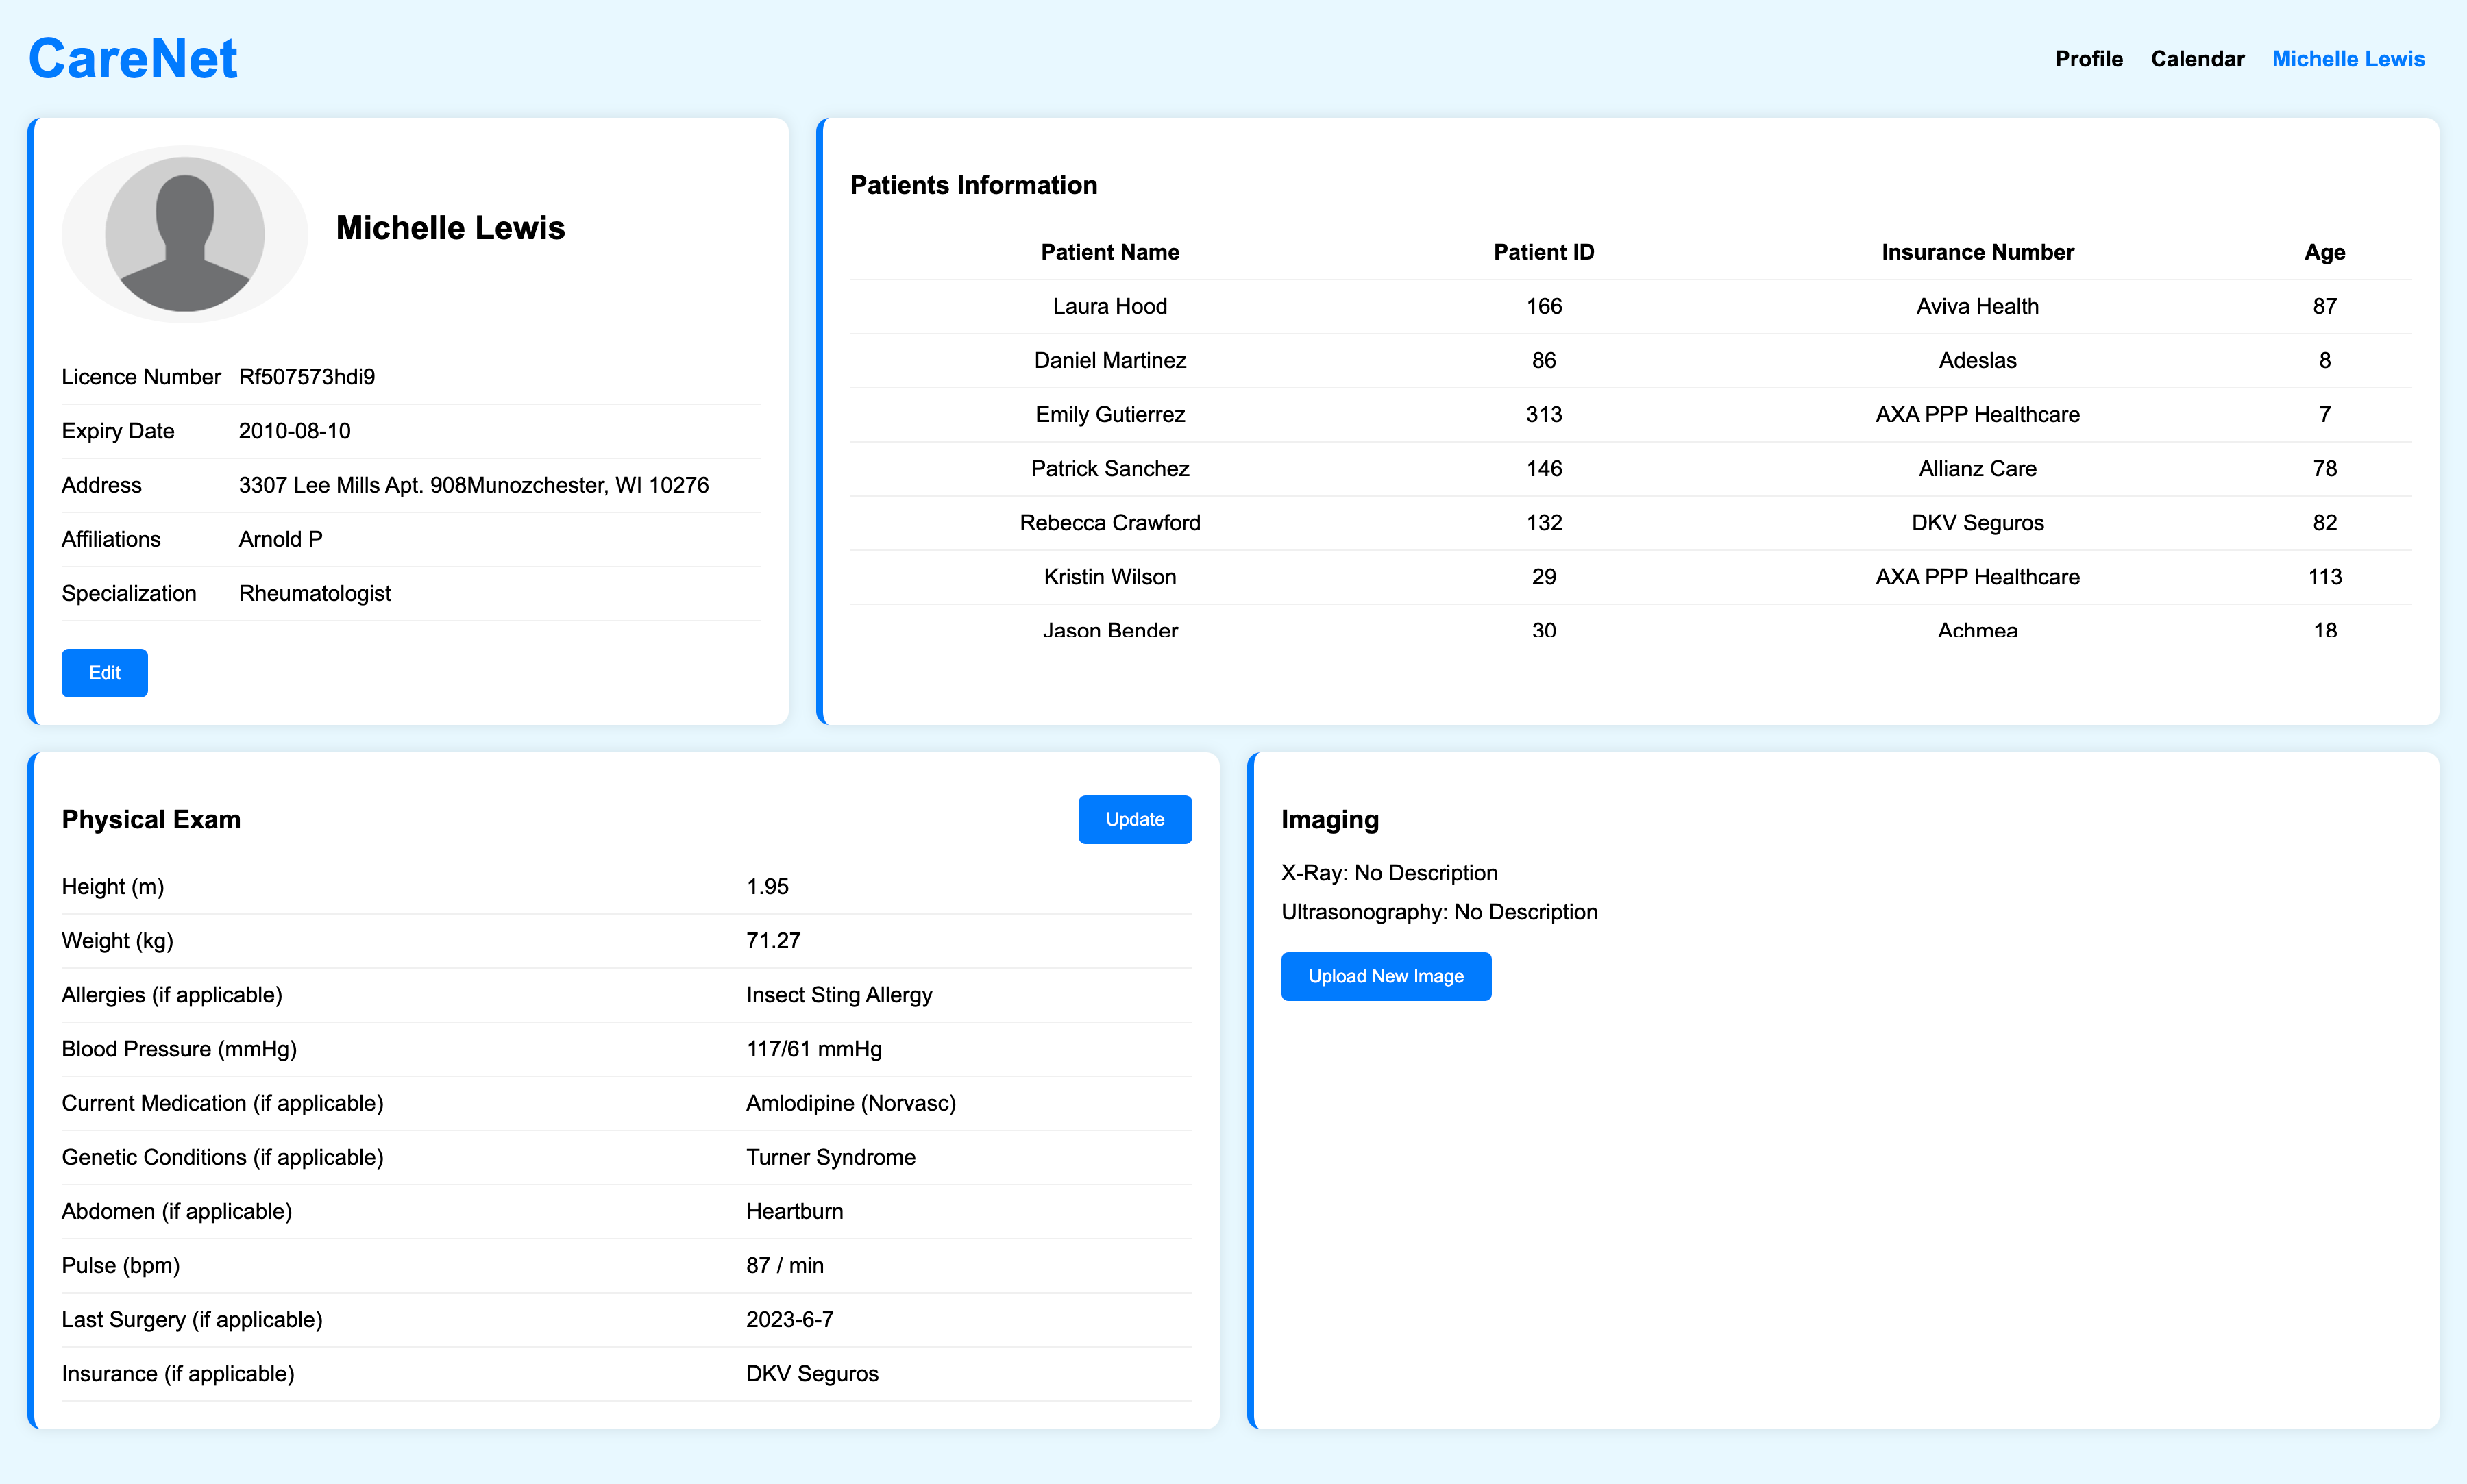 CareNet
Profile Calendar Michelle Lewis
Michelle Lewis
Licence Number Rf507573hdi9
Expiry Date 2010-08-10
Address 3307 Lee Mills Apt. 908Munozchester, WI 10276
Affiliations Arnold P
Specialization Rheumatologist
Edit
Patients Information
Patient Name Patient ID Insurance Number Age
Laura Hood 166 Aviva Health 87
Daniel Martinez 86 Adeslas 8
Emily Gutierrez 313 AXA PPP Healthcare 7
Patrick Sanchez 146 Allianz Care 78
Rebecca Crawford 132 DKV Seguros 82
Kristin Wilson 29 AXA PPP Healthcare 113
Jason Bender 30 Achmea 18
Physical Exam
Update
Height (m) 1.95
Weight (kg) 71.27
Allergies (if applicable) Insect Sting Allergy
Blood Pressure (mmHg) 117/61 mmHg
Current Medication (if applicable) Amlodipine (Norvasc)
Genetic Conditions (if applicable) Turner Syndrome
Abdomen (if applicable) Heartburn
Pulse (bpm) 87 / min
Last Surgery (if applicable) 2023-6-7
Insurance (if applicable) DKV Seguros
Imaging
X-Ray: No Description
Ultrasonography: No Description
Upload New Image